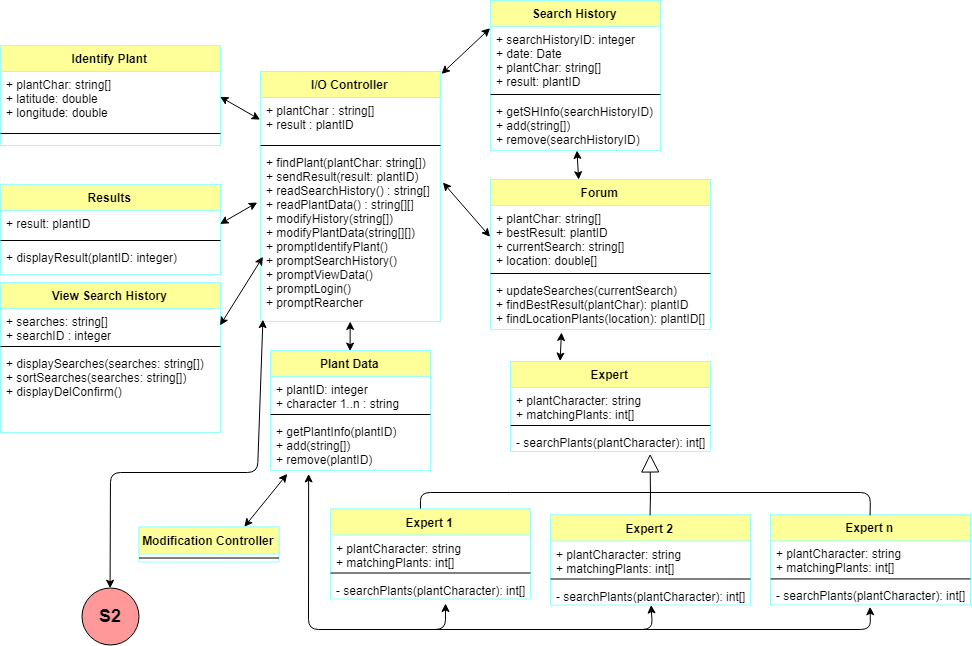 Identify Plant
+ plantChar: string[]
+ latitude: double
+ longitude: double
Results
+ result: plantID
+ displayResult(plantID: integer)
View Search History
+ searches: string[]
+ searchID : integer
+ displaySearches(searches: string[])
+ sortSearches(searches: string[])
+ displayDelConfirm()
I/O Controller
+ plantChar : string[]
+ result : plantID
+ findPlant(plantChar: string[])
+ sendResult(result: plantID)
+ readSearchHistory() : string[]
+ readPlantData() : string[][]
+ modifyHistory(string[])
+ modifyPlantData(string[][])
+ promptIdentifyPlant()
+ promptSearchHistory()
+ promptViewData()
+ promptLogin()
+ promptRearcher
Search History
+ searchHistoryID: integer
+ date: Date
+ plantChar: string[]
+ result: plantID
+ getSHInfo(searchHistoryID)
+ add(string[])
+ remove(searchHistoryID)
Forum
+ plantChar: string[]
+ bestResult: plantID
+ currentSearch: string[]
+ location: double[]
+ updateSearches(currentSearch)
+ findBestResult(plantChar): plantID
+ findLocationPlants(location): plantID[]
Plant Data
+ plantID: integer
+ character 1..n : string
+ getPlantInfo(plantID)
+ add(string[])
+ remove(plantID)
Expert
+ plantCharacter: string
+ matchingPlants: int[]
- searchPlants(plantCharacter): int[]
Modification Controller
Expert 1
+ plantCharacter: string
+ matchingPlants: int[]
- searchPlants(plantCharacter): int[]
Expert 2
+ plantCharacter: string
+ matchingPlants: int[]
- searchPlants(plantCharacter): int[]
Expert n
+ plantCharacter: string
+ matchingPlants: int[]
- searchPlants(plantCharacter): int[]
S2